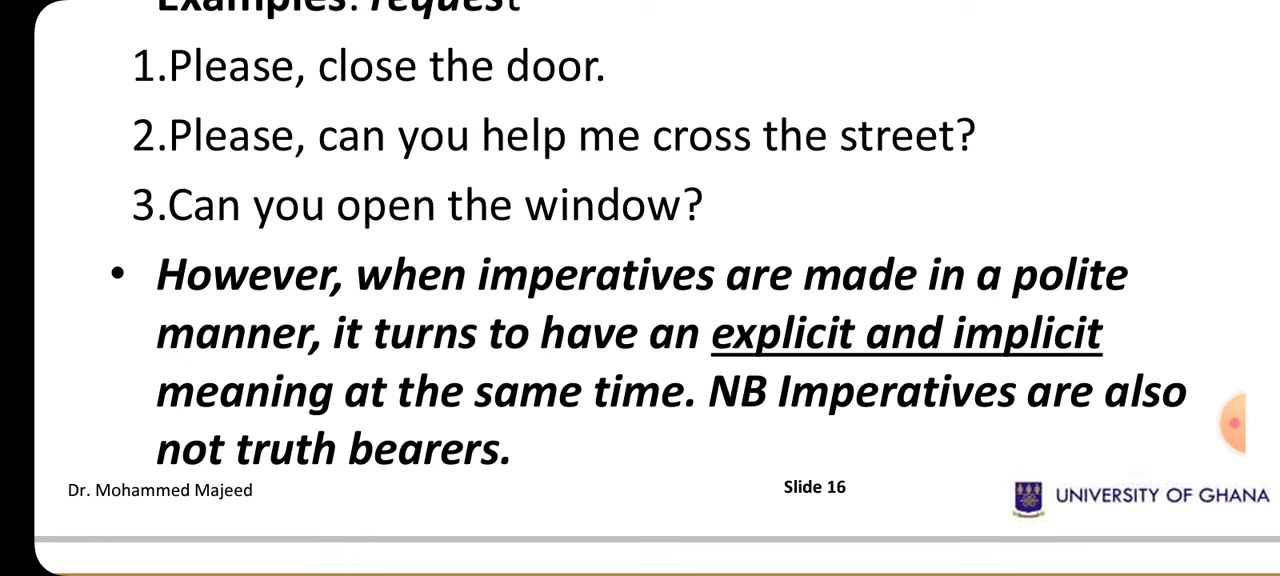 Examples: request
1.Please, close the door.
2.Please, can you help me cross the street?
3.Can you open the window?
• However, when imperatives are made in a polite
manner, it turns to have an explicit and implicit
meaning at the same time. NB Imperatives are also
not truth bearers.
Dr. Mohammed Majeed
Slide 16
UNIVERSITY OF GHANA